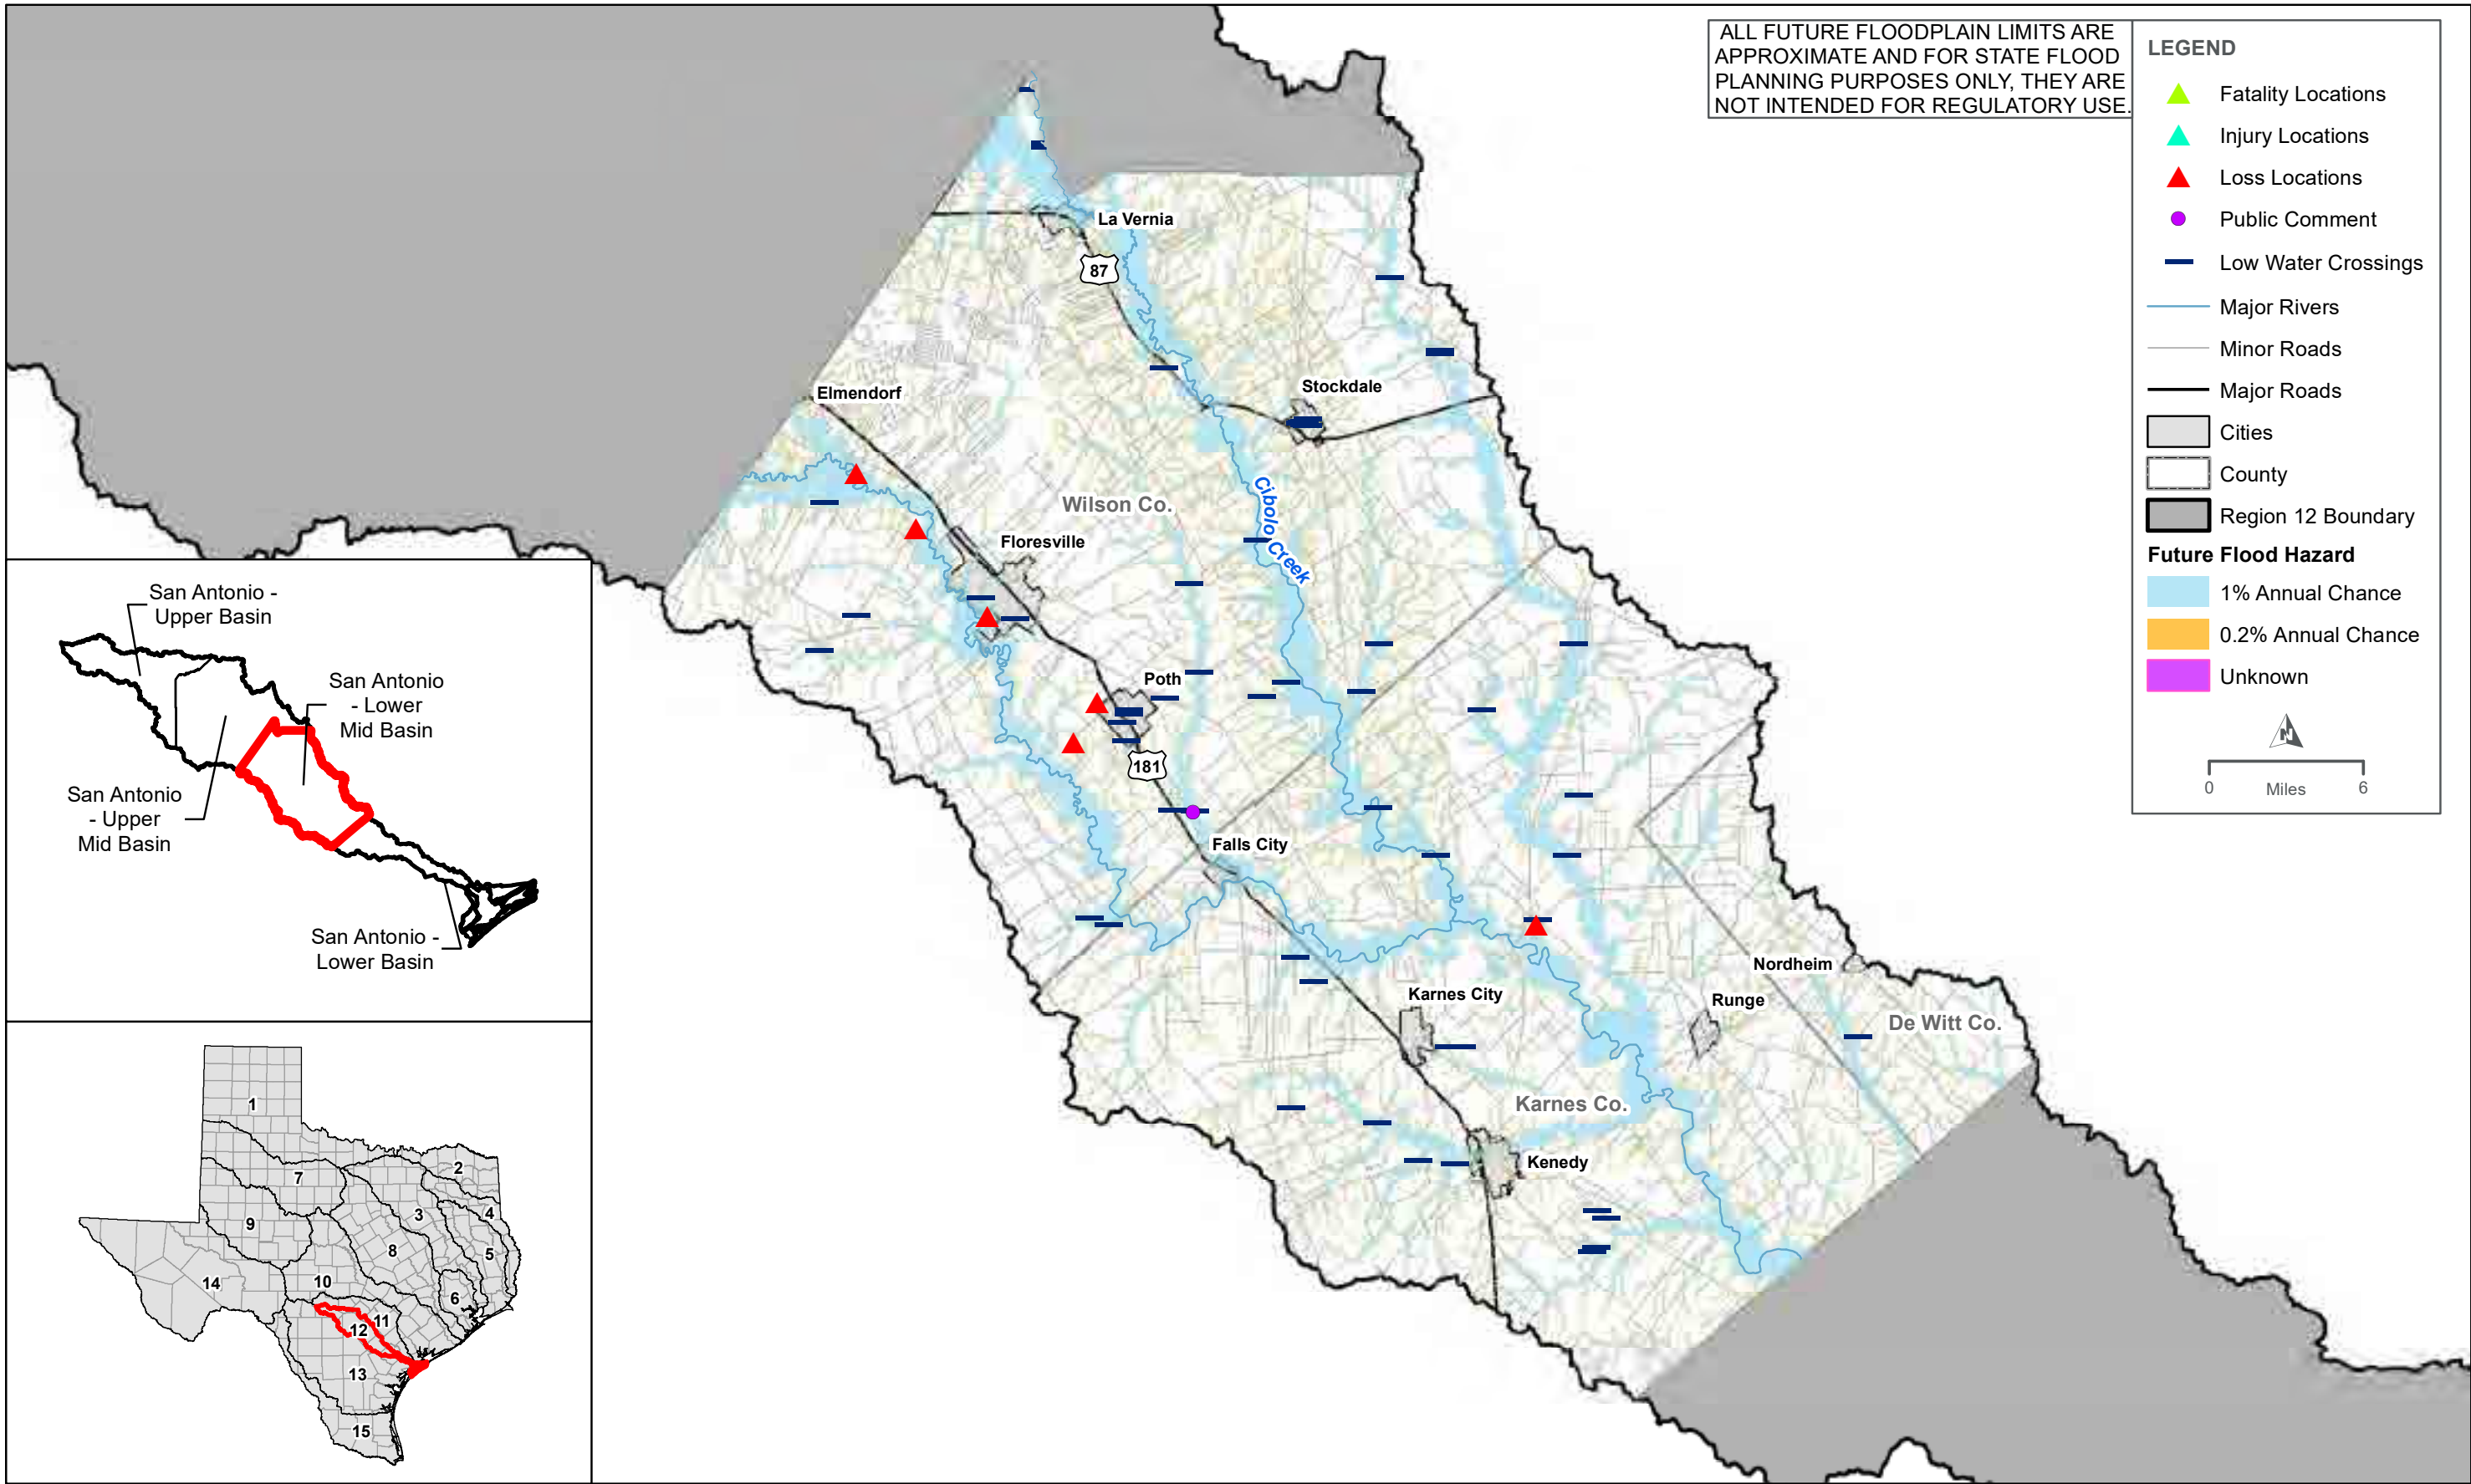 ALL FUTURE FLOODPLAIN LIMITS ARE
APPROXIMATE AND FOR STATE FLOOD
PLANNING PURPOSES ONLY, THEY ARE
NOT INTENDED FOR REGULATORY USE.
LEGEND
Fatality Locations
Injury Locations
Loss Locations
Public Comment
Low Water Crossings
Major Rivers
Minor Roads
Major Roads
Cities
County
Region 12 Boundary
Future Flood Hazard
1% Annual Chance
0.2% Annual Chance
Unknown
N
0 Miles 6
La Vernia
87
Elmendorf
Stockdale
Wilson Co.
Cibolo Creek
Floresville
Poth
181
Falls City
Nordheim
Karnes City
Runge
De Witt Co.
Karnes Co.
Kenedy
San Antonio -
Upper Basin
San Antonio
- Lower
Mid Basin
San Antonio
- Upper
Mid Basin
San Antonio -
Lower Basin
1
2
7
3
4
9
8
5
14
10
6
11
12
13
15